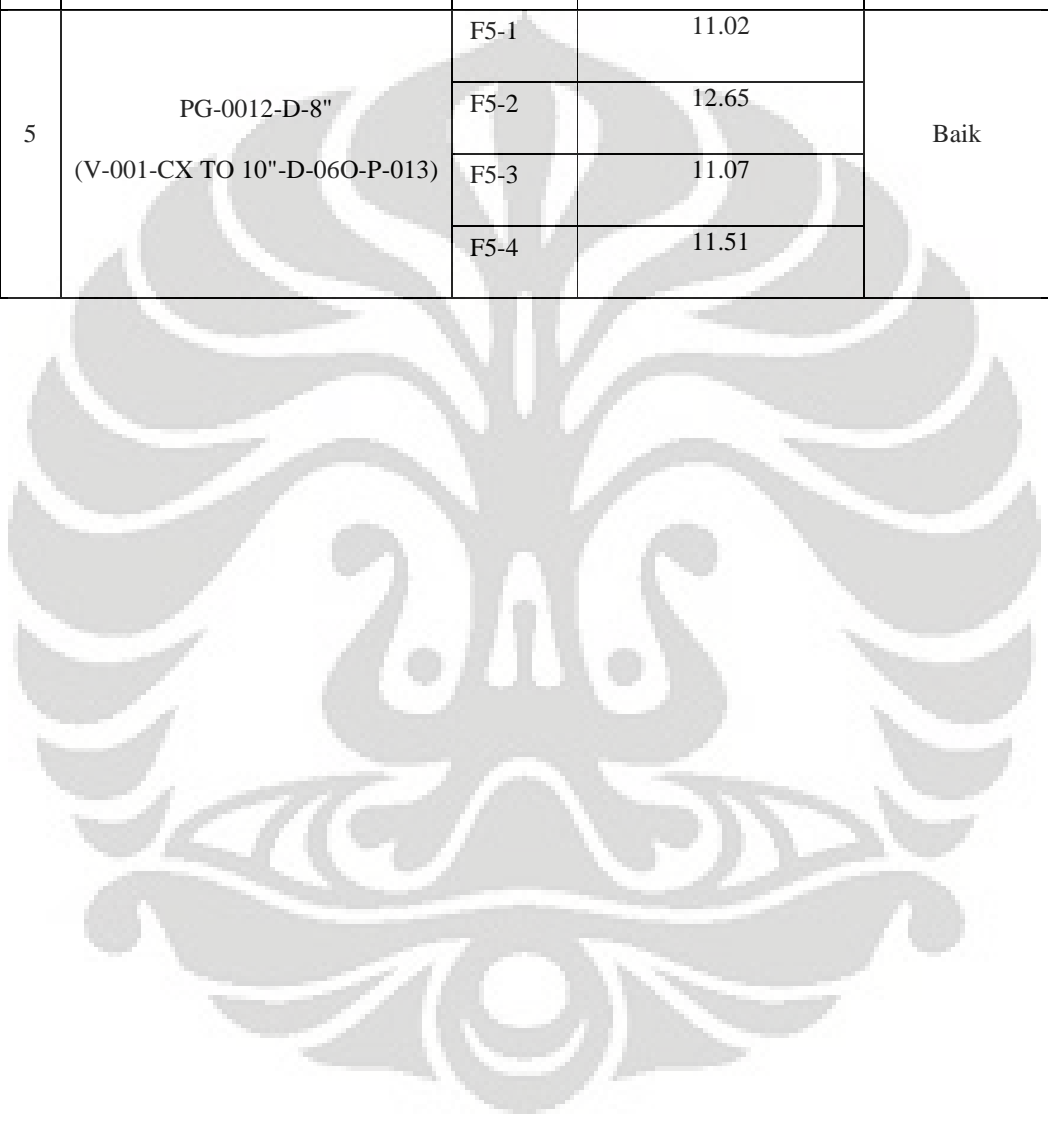 5
PG-0012-D-8"
(V-001-CX TO 10"-D-06O-P-013)
F5-1 11.02
F5-2 12.65
F5-3 11.07
F5-4 11.51
Baik